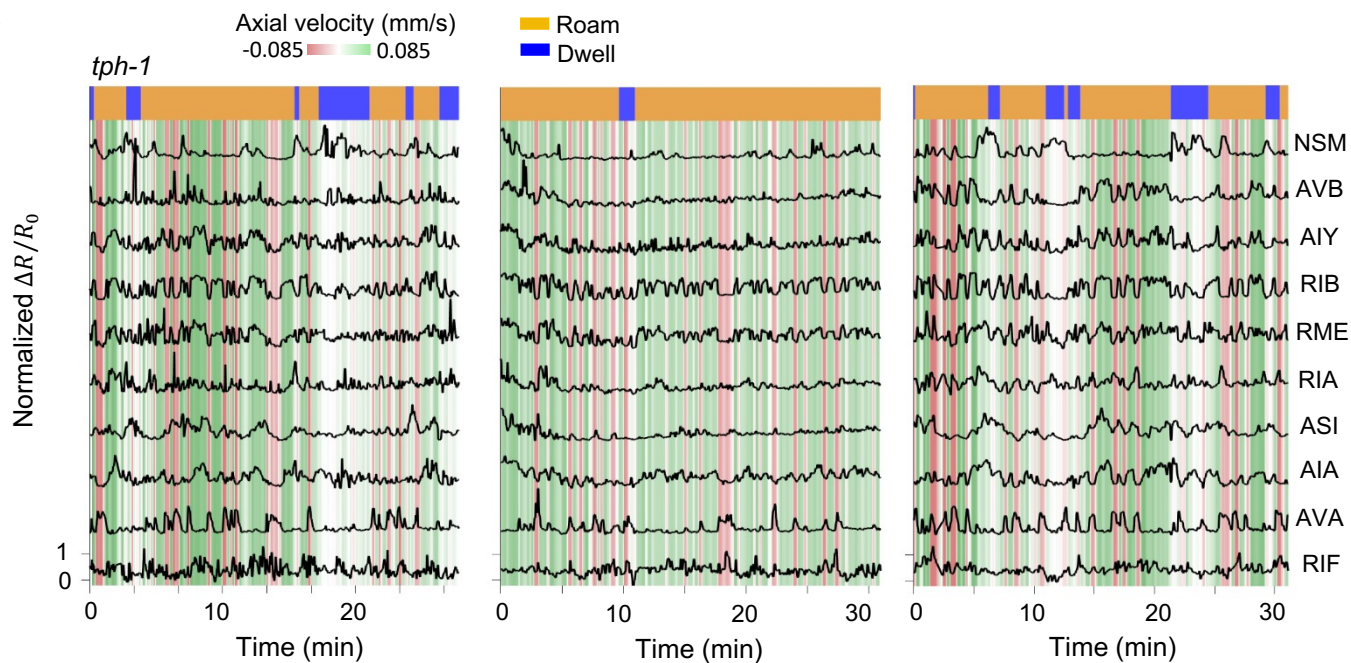 Axial velocity (mm/s)
-0.085 0.085
Roam
Dwell
tph-1
NSM
AVB
AIY
RIB
RME
RIA
ASI
AIA
AVA
RIF
Normalized ΔR/R₀
1
0
0 10 20
0 10 20 30
0 10 20 30
Time (min) Time (min) Time (min)